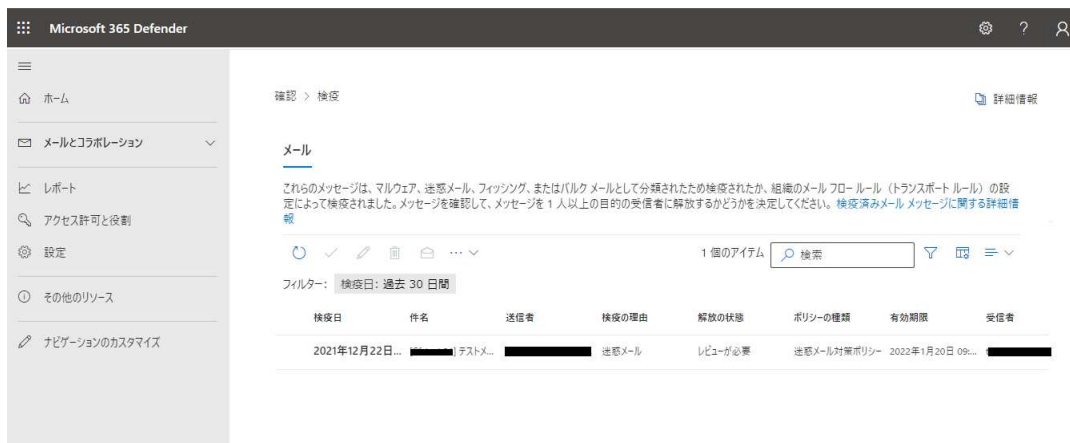 Microsoft 365 Defender
?
ホーム
メールとコラボレーション
レポート
アクセス許可と役割
設定
その他のリソース
ナビゲーションのカスタマイズ
確認 > 検疫
詳細情報
メール
これらのメッセージは、マルウェア、迷惑メール、フィッシング、またはバルク メールとして分類されたため検疫されたか、組織のメール フロー ルール（トランスポート ルール）の設
定によって検疫されました。メッセージを確認して、メッセージを 1 人以上の目的の受信者に解放するかどうかを決定してください。検疫済みメール メッセージに関する詳細情
報
1 個のアイテム 検索
フィルター: 検疫日: 過去 30 日間
検疫日 件名 送信者 検疫の理由 解放の状態 ポリシーの種類 有効期限 受信者
2021年12月22日... ] テストメ... 迷惑メール レビューが必要 迷惑メール対策ポリシー 2022年1月20日 09:...